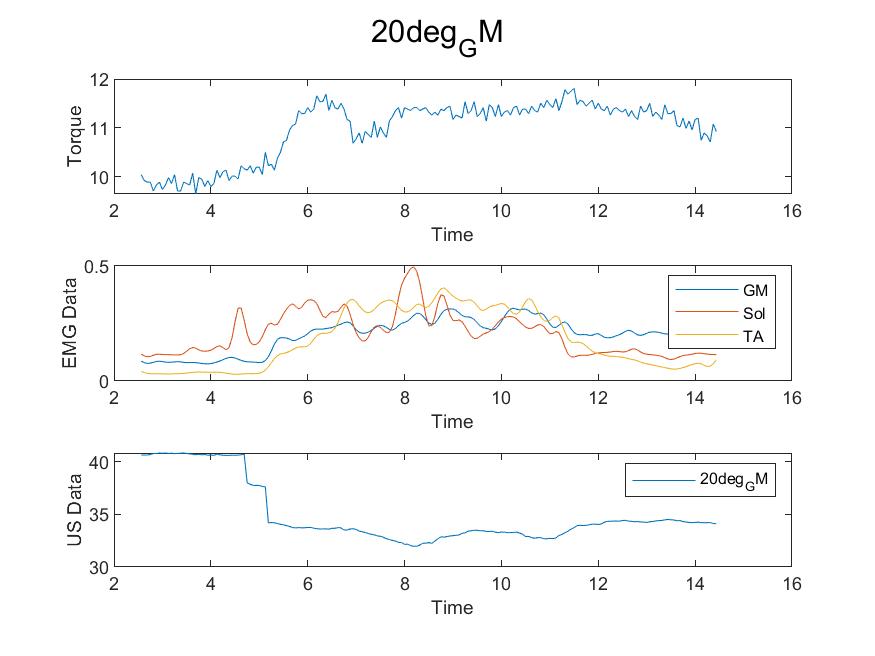 20deg_GM
12
11
10
Torque
2 4 6 8 10 12 14 16
Time
0.5
0
EMG Data
GM
Sol
TA
2 4 6 8 10 12 14 16
Time
40
35
30
US Data
20deg_GM
2 4 6 8 10 12 14 16
Time